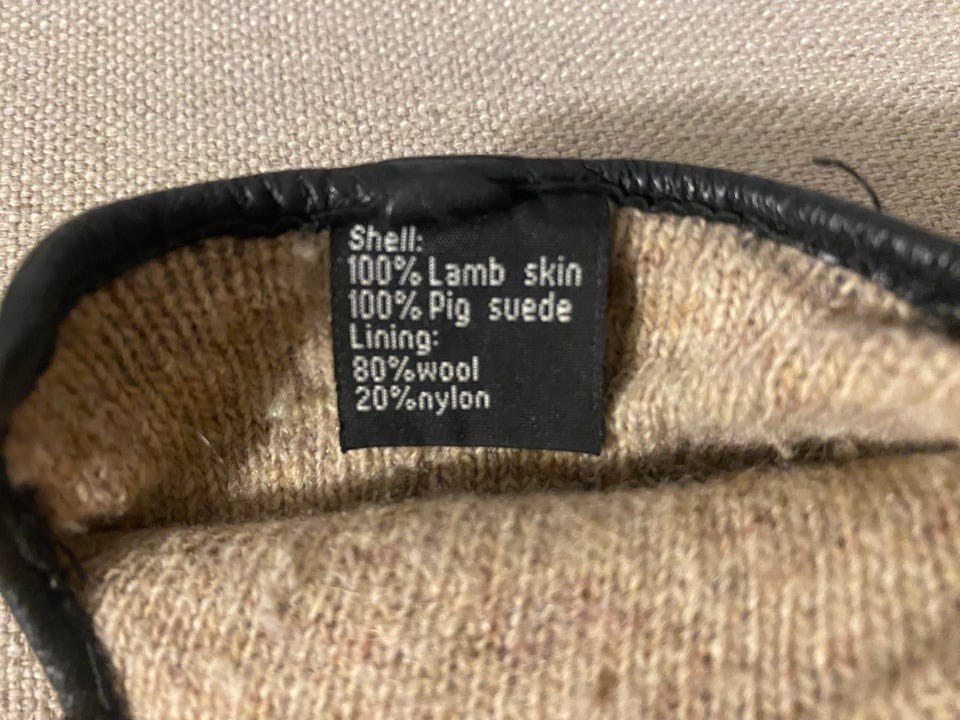 Shell:
100% Lamb skin
100% Pig suede
Lining:
80%wool
20%nylon